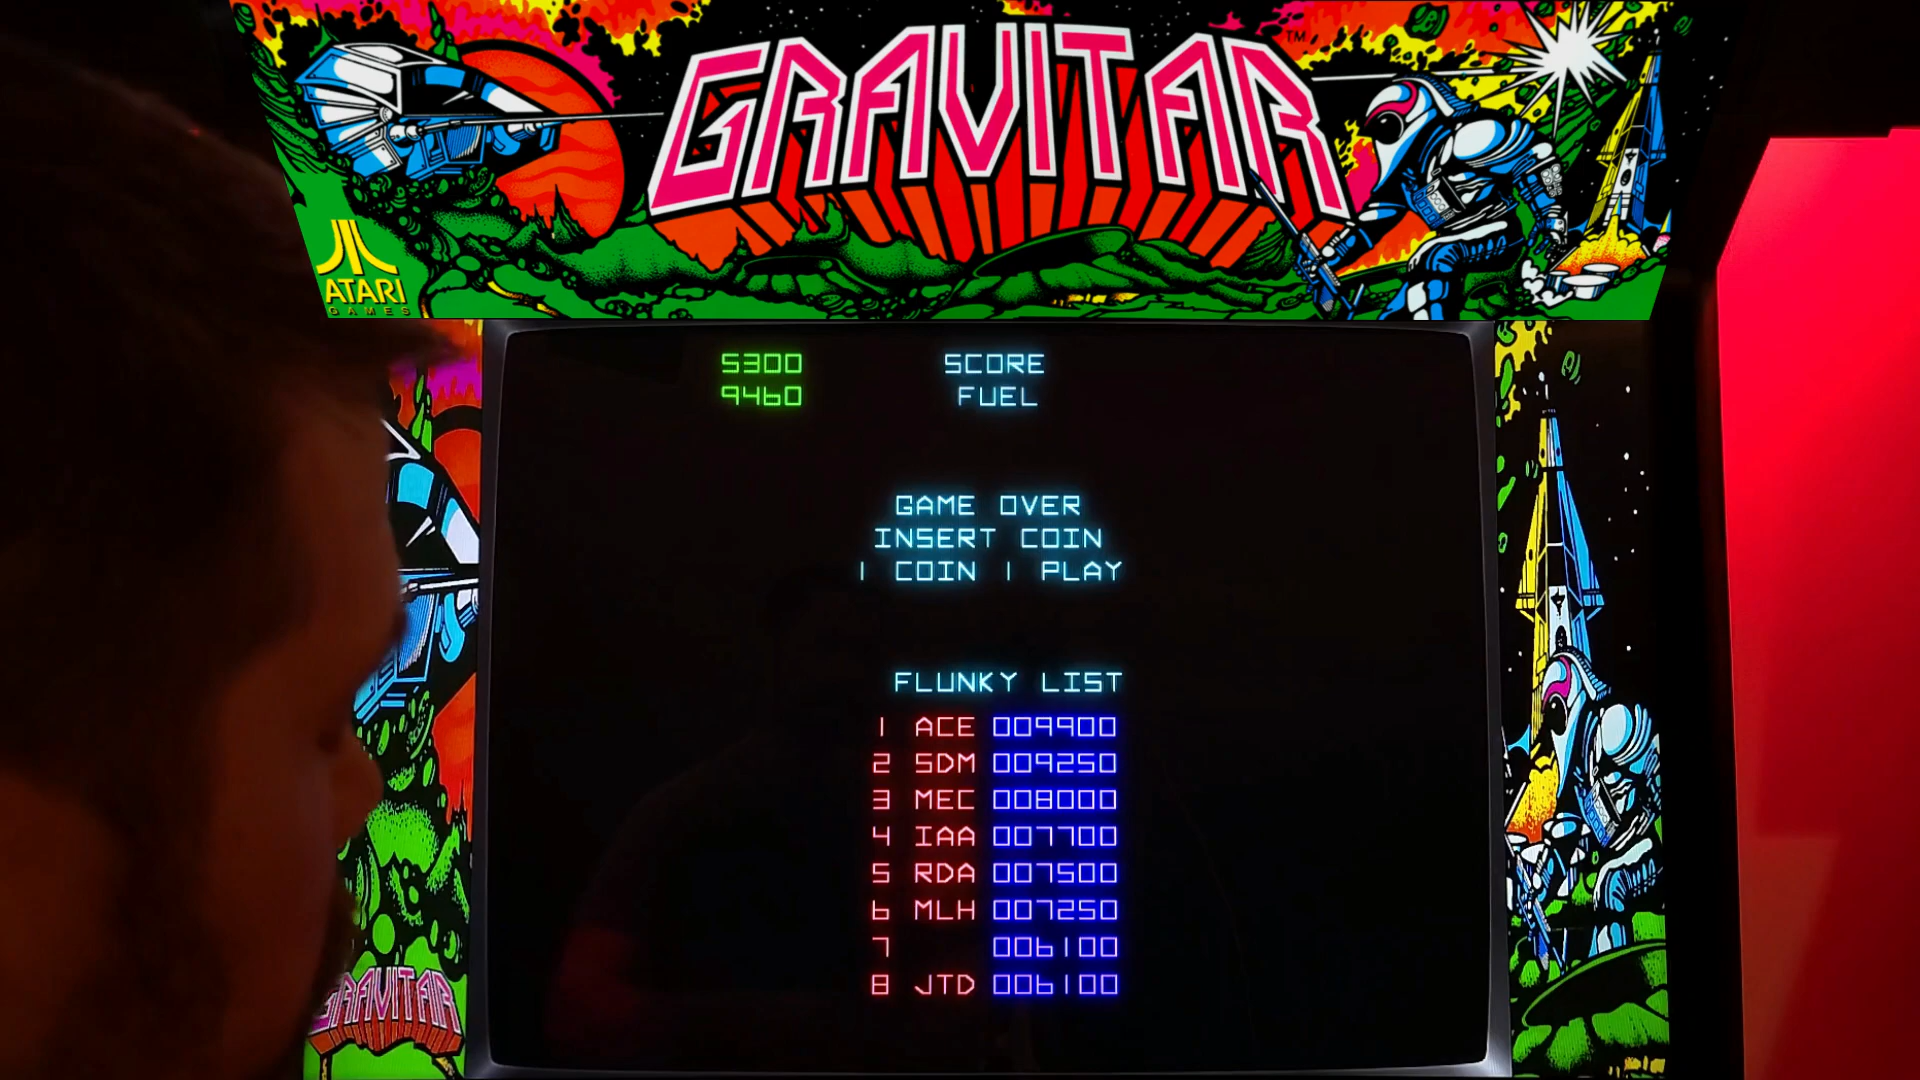 GRAVITAR™
ATARI
GAMES
5300 SCORE
9460 FUEL
GAME OVER
INSERT COIN
1 COIN 1 PLAY
FLUNKY LIST
1 ACE 009900
2 SDM 009250
3 MEC 008000
4 IAA 007700
5 RDA 007500
6 MLH 007250
7 006100
8 JTD 006100
GRAVITAR